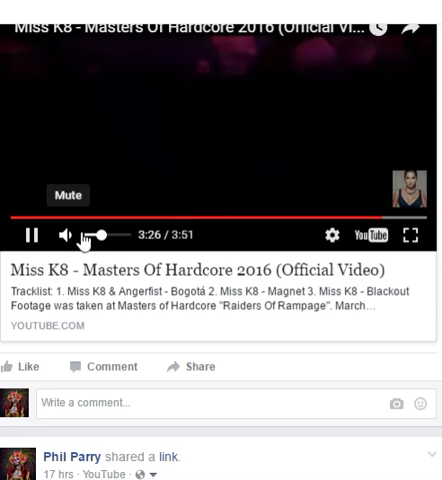 Miss K8 - Masters Of Hardcore 2016 (Official Vi...
Mute
3:26 / 3:51
YouTube
Miss K8 - Masters Of Hardcore 2016 (Official Video)
Tracklist: 1. Miss K8 & Angerfist - Bogotá 2. Miss K8 - Magnet 3. Miss K8 - Blackout
Footage was taken at Masters of Hardcore "Raiders Of Rampage". March...
YOUTUBE.COM
Like Comment Share
Write a comment...
Phil Parry shared a link.
17 hrs · YouTube ·